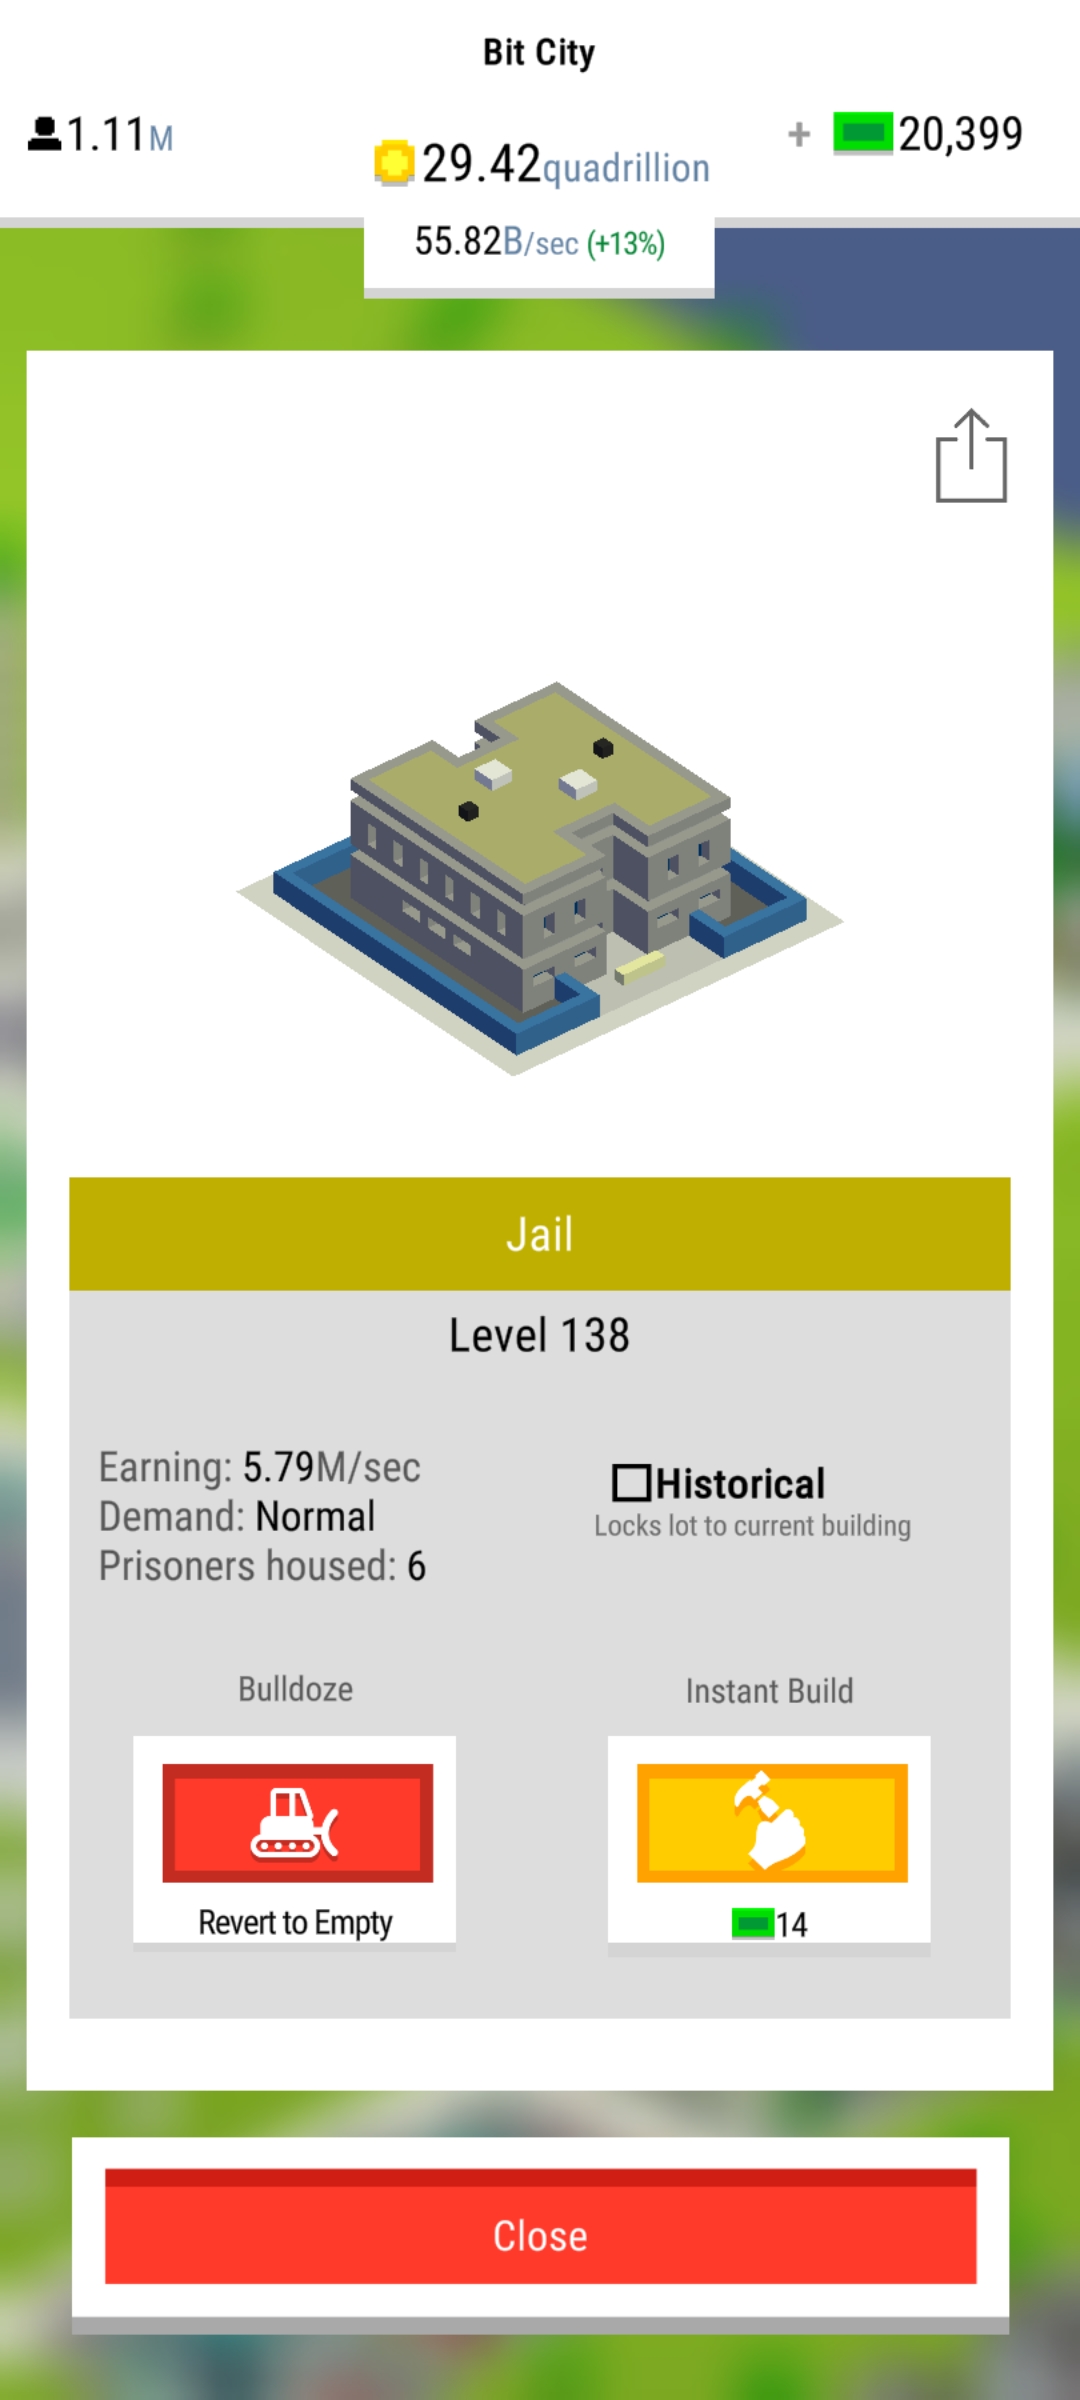 Bit City
1.11M
+ 20,399
29.42quadrillion
55.82B/sec (+13%)
Jail
Level 138
Earning: 5.79M/sec
Demand: Normal
Prisoners housed: 6
Historical
Locks lot to current building
Bulldoze
Instant Build
Revert to Empty
14
Close